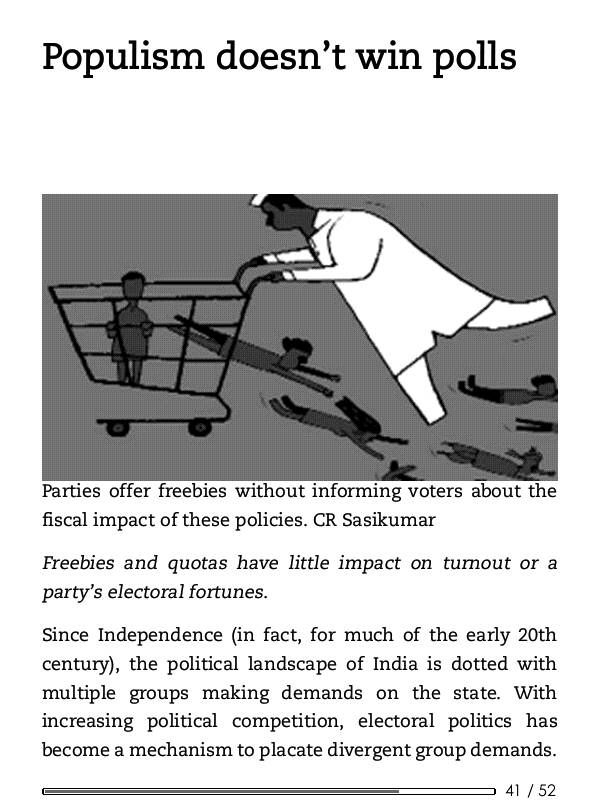 Populism doesn’t win polls
Parties offer freebies without informing voters about the
fiscal impact of these policies. CR Sasikumar
Freebies and quotas have little impact on turnout or a
party’s electoral fortunes.
Since Independence (in fact, for much of the early 20th
century), the political landscape of India is dotted with
multiple groups making demands on the state. With
increasing political competition, electoral politics has
become a mechanism to placate divergent group demands.
41 / 52